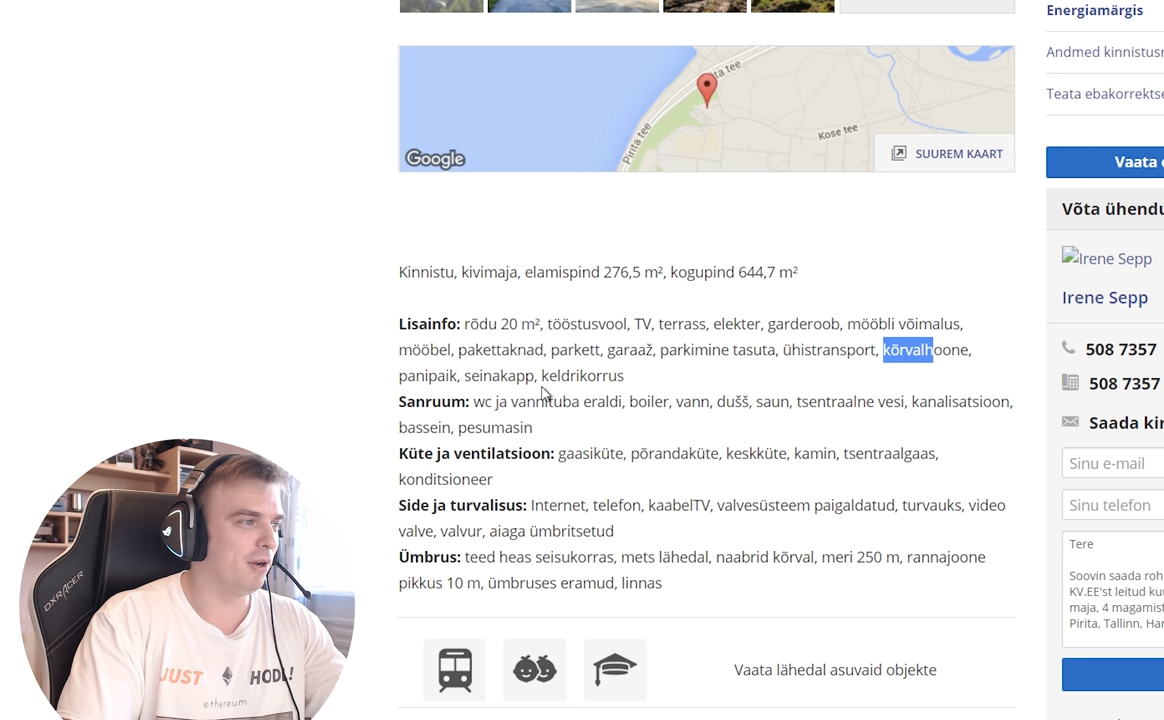 Energiamärgis
Andmed kinnistus
Teata ebakorrekts
ta tee
Pirita tee
Kose tee
Google
SUUREM KAART
Vaata
Võta ühendu
Irene Sepp
Irene Sepp
508 7357
508 7357
Saada kir
Sinu e-mail
Sinu telefon
Tere
Soovin saada roh
KV.EE'st leitud ku
maja, 4 magamist
Pirita, Tallinn, Har
Kinnistu, kivimaja, elamispind 276,5 m², kogupind 644,7 m²
Lisainfo: rõdu 20 m², tööstusvool, TV, terrass, elekter, garderoob, mööbli võimalus,
mööbel, pakettaknad, parkett, garaaž, parkimine tasuta, ühistransport, kõrvalhoone,
panipaik, seinakapp, keldrikorrus
Sanruum: wc ja vannituba eraldi, boiler, vann, dušš, saun, tsentraalne vesi, kanalisatsioon,
bassein, pesumasin
Küte ja ventilatsioon: gaasiküte, põrandaküte, keskküte, kamin, tsentraalgaas,
konditsioneer
Side ja turvalisus: Internet, telefon, kaabelTV, valvesüsteem paigaldatud, turvauks, video
valve, valvur, aiaga ümbritsetud
Ümbrus: teed heas seisukorras, mets lähedal, naabrid kõrval, meri 250 m, rannajoone
pikkus 10 m, ümbruses eramud, linnas
Vaata lähedal asuvaid objekte
DXRACER
JUST HODL!
ethereum